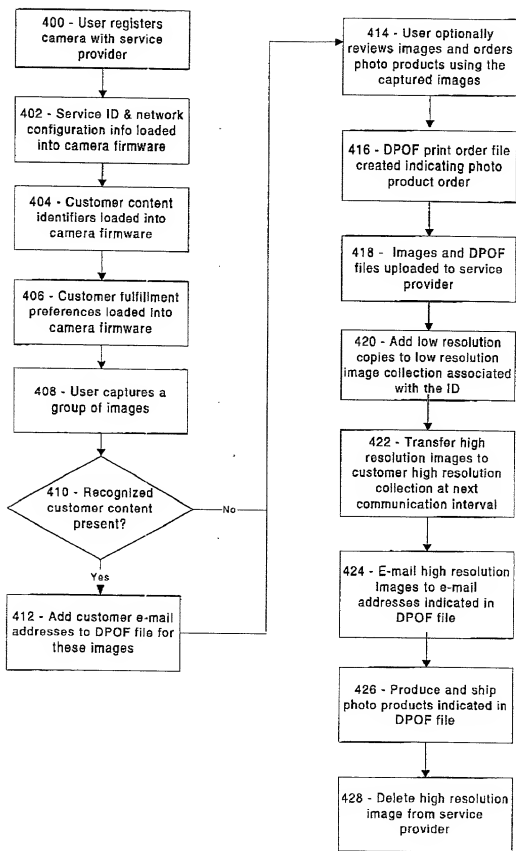 400 - User registers
camera with service
provider
402 - Service ID & network
configuration info loaded
into camera firmware
404 - Customer content
identifiers loaded into
camera firmware
406 - Customer fulfillment
preferences loaded into
camera firmware
408 - User captures a
group of images
410 - Recognized
customer content
present?
No
Yes
412 - Add customer e-mail
addresses to DPOF file for
these images
414 - User optionally
reviews images and orders
photo products using the
captured images
416 - DPOF print order file
created indicating photo
product order
418 - Images and DPOF
files uploaded to service
provider
420 - Add low resolution
copies to low resolution
image collection associated
with the ID
422 - Transfer high
resolution images to
customer high resolution
collection at next
communication interval
424 - E-mail high resolution
Images to e-mail
addresses indicated in
DPOF file
426 - Produce and ship
photo products indicated in
DPOF file
428 - Delete high resolution
image from service
provider